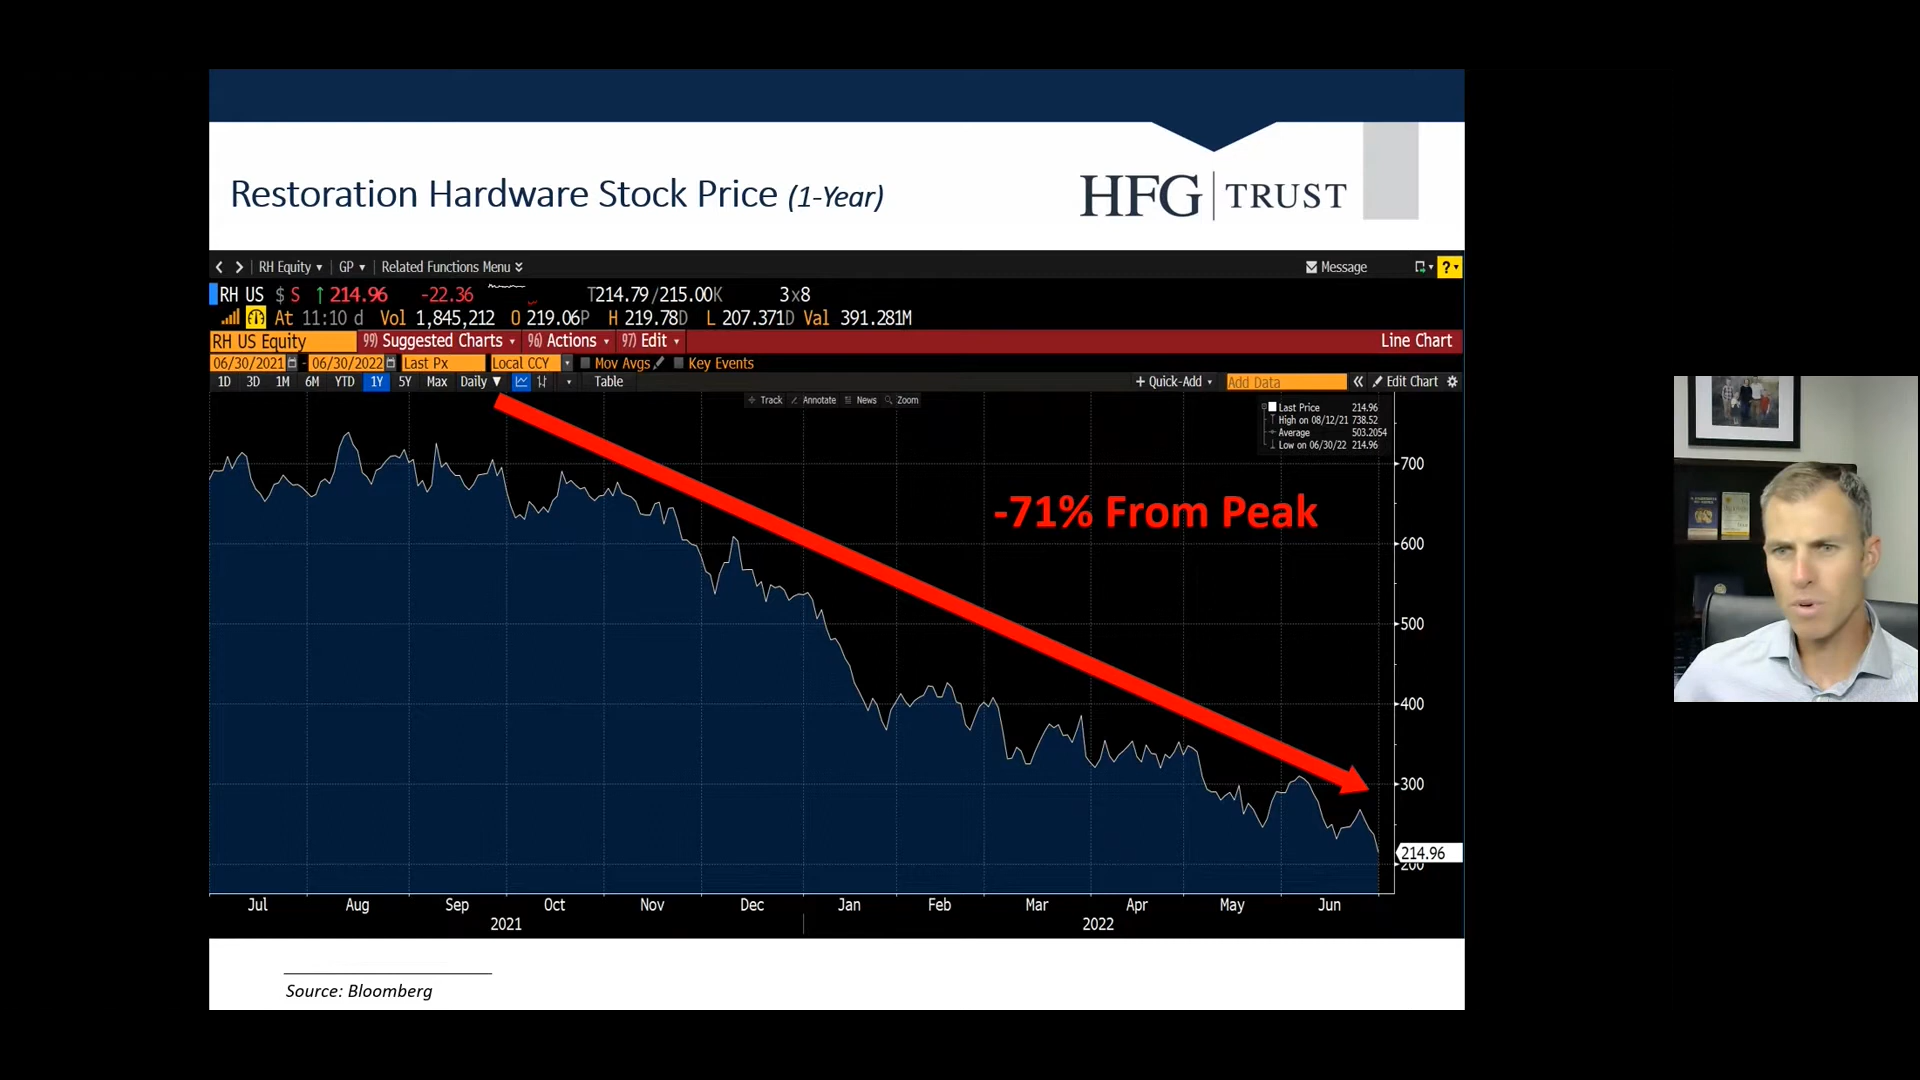 Restoration Hardware Stock Price (1-Year)
HFG TRUST
RH Equity GP Related Functions Menu Message ?
RH US $ S ↑ 214.96 -22.36 T214.79/215.00K 3x8
At 11:10 d Vol 1,845,212 O 219.06P H 219.78D L 207.371D Val 391.281M
RH US Equity 99) Suggested Charts 96) Actions 97) Edit Line Chart
06/30/2021 - 06/30/2022 Last Px Local CCY Mov Avgs Key Events
1D 3D 1M 6M YTD 1Y 5Y Max Daily ▼ Table + Quick-Add Add Data « Edit Chart
Track Annotate News Zoom
Last Price 214.96
High on 08/12/21 738.52
Average 503.2054
Low on 06/30/22 214.96
-71% From Peak
700
600
500
400
300
214.96
200
Jul Aug Sep Oct Nov Dec Jan Feb Mar Apr May Jun
2021 2022
Source: Bloomberg